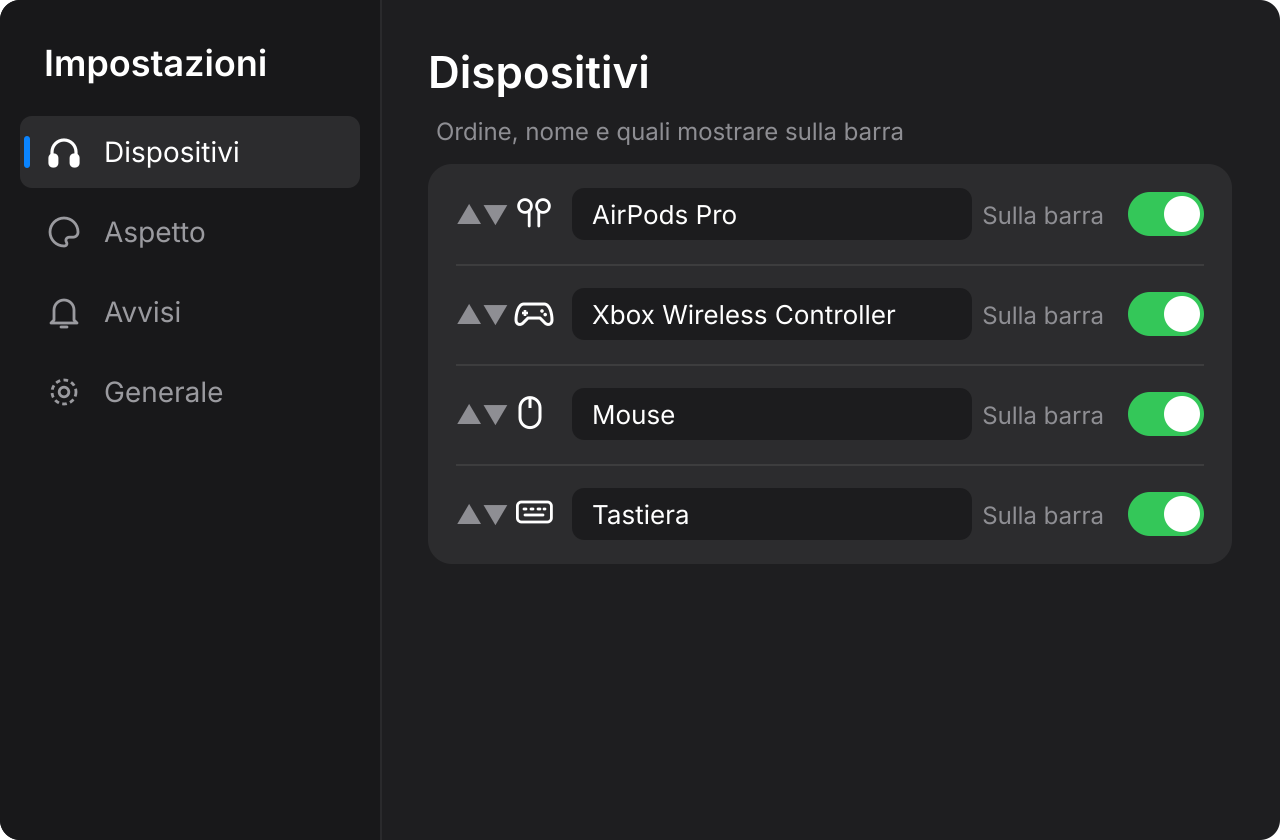 Impostazioni
Dispositivi
Aspetto
Avvisi
Generale
Dispositivi
Ordine, nome e quali mostrare sulla barra
AirPods Pro Sulla barra
Xbox Wireless Controller Sulla barra
Mouse Sulla barra
Tastiera Sulla barra